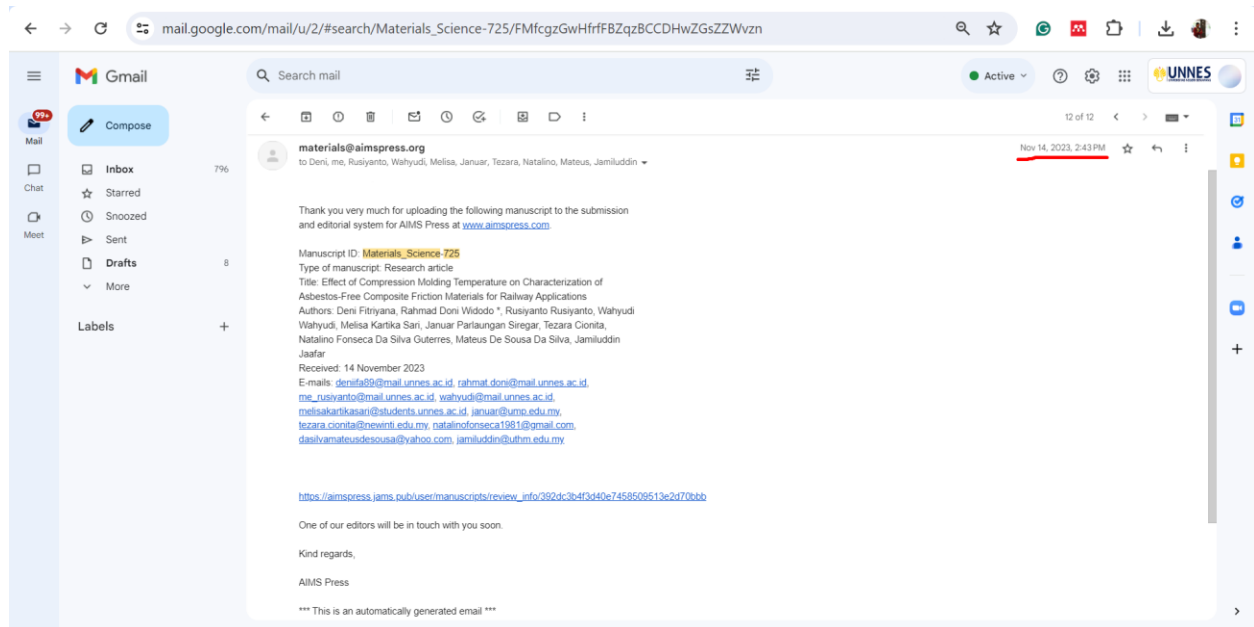 mail.google.com/mail/u/2/#search/Materials_Science-725/FMfcgzGwHfrfFBZqzBCCDHwZGsZZWvzn
Gmail
Search mail
Active
UNNES
99+
Mail
Chat
Meet
Compose
Inbox 796
Starred
Snoozed
Sent
Drafts 8
More
Labels
12 of 12
materials@aimspress.org
Nov 14, 2023, 2:43 PM
to Deni, me, Rusiyanto, Wahyudi, Melisa, Januar, Tezara, Natalino, Mateus, Jamiluddin
Thank you very much for uploading the following manuscript to the submission
and editorial system for AIMS Press at www.aimspress.com.
Manuscript ID: Materials_Science-725
Type of manuscript: Research article
Title: Effect of Compression Molding Temperature on Characterization of
Asbestos-Free Composite Friction Materials for Railway Applications
Authors: Deni Fitriyana, Rahmad Doni Widodo *, Rusiyanto Rusiyanto, Wahyudi
Wahyudi, Melisa Kartika Sari, Januar Parlaungan Siregar, Tezara Cionita,
Natalino Fonseca Da Silva Guterres, Mateus De Sousa Da Silva, Jamiluddin
Jaafar
Received: 14 November 2023
E-mails: deniifa89@mail.unnes.ac.id, rahmat.doni@mail.unnes.ac.id,
me_rusiyanto@mail.unnes.ac.id, wahyudi@mail.unnes.ac.id,
melisakartikasari@students.unnes.ac.id, januar@ump.edu.my,
tezara.cionita@newinti.edu.my, natalinofonseca1981@gmail.com,
dasilvamateusdesousa@yahoo.com, jamiluddin@uthm.edu.my
https://aimspress.jams.pub/user/manuscripts/review_info/392dc3b4f3d40e7458509513e2d70bbb
One of our editors will be in touch with you soon.
Kind regards,
AIMS Press
*** This is an automatically generated email ***